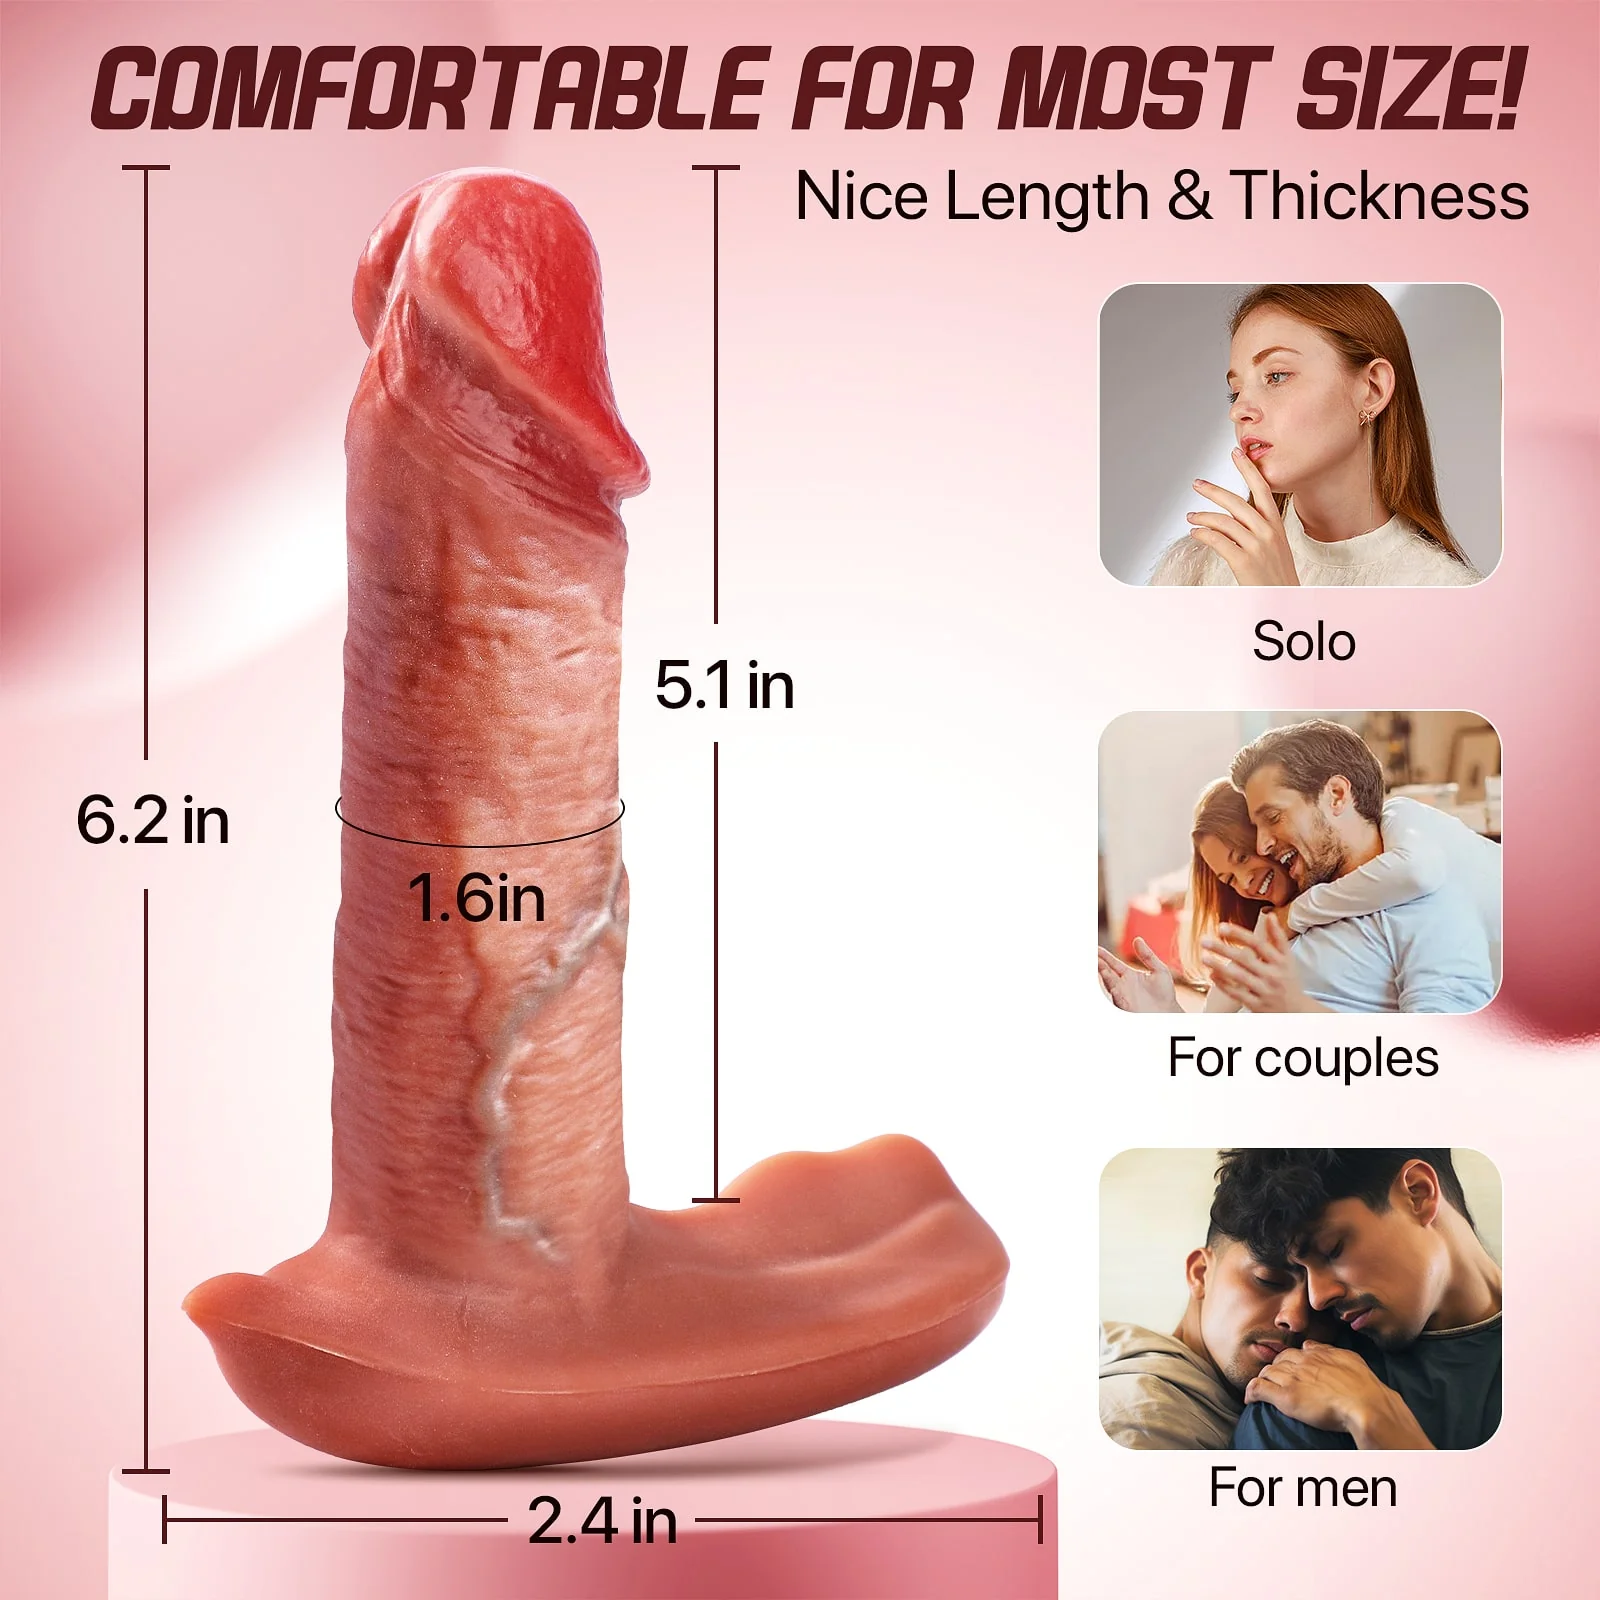 COMFORTABLE FOR MOST SIZE!
Nice Length & Thickness
Solo
5.1 in
6.2 in
1.6in
For couples
For men
2.4 in